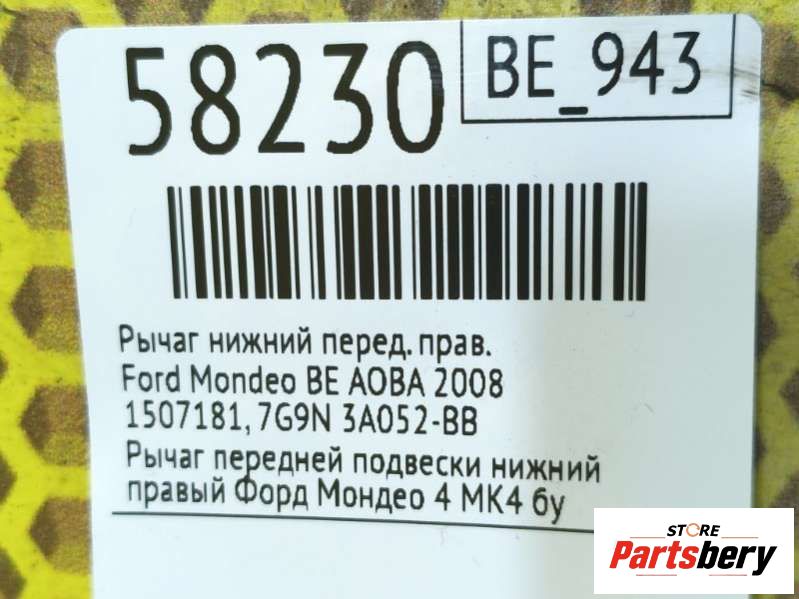 58230
BE_943
Рычаг нижний перед. прав.
Ford Mondeo BE AOBA 2008
1507181, 7G9N 3A052-BB
Рычаг передней подвески нижний
правый Форд Мондео 4 МК4 бу
STORE
Partsbery